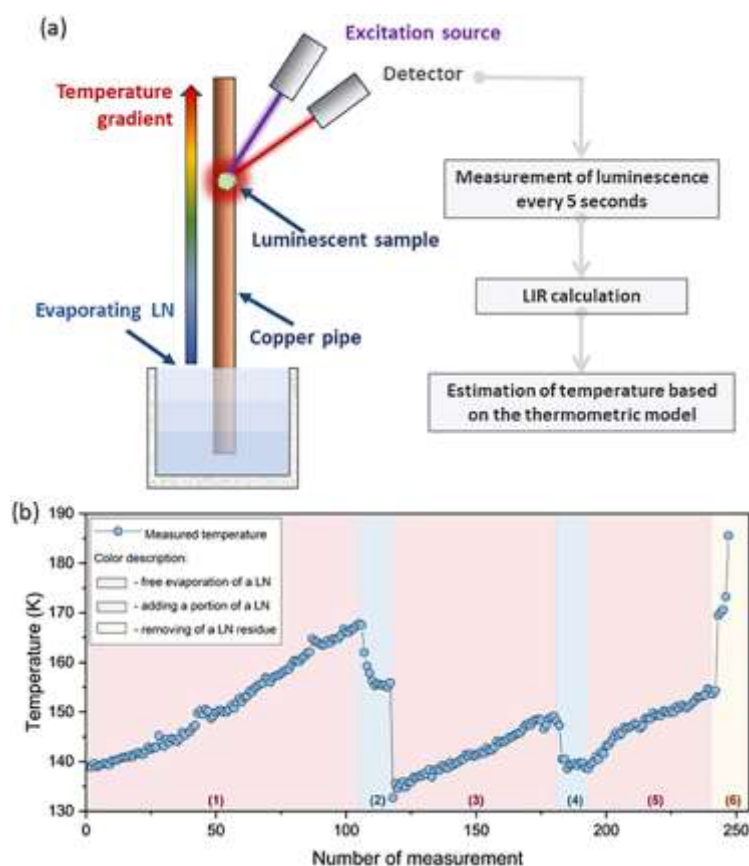 (a)
Excitation source
Detector
Temperature
gradient
Measurement of luminescence
every 5 seconds
Luminescent sample
LIR calculation
Evaporating LN
Copper pipe
Estimation of temperature based
on the thermometric model
(b)
190
180
170
160
150
140
130
Temperature (K)
Measured temperature
Color description:
- free evaporation of a LN
- adding a portion of a LN
- removing of a LN residue
(1)
(2)
(3)
(4)
(5)
(6)
0
50
100
150
200
250
Number of measurement